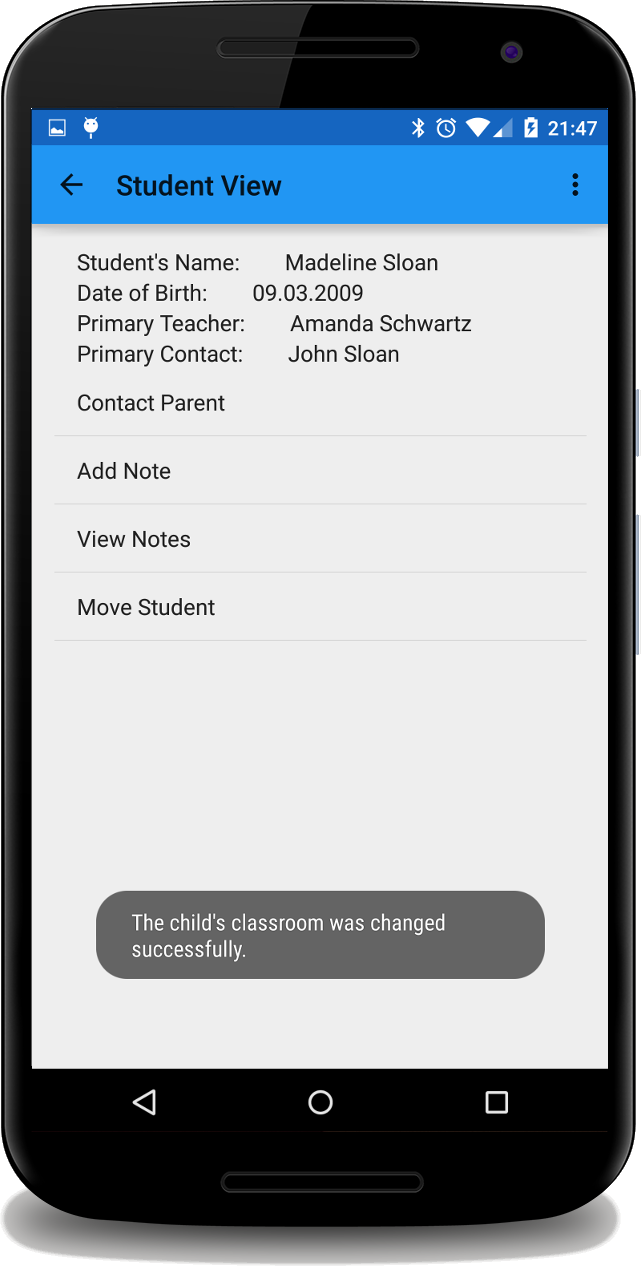 21:47
Student View
Student's Name: Madeline Sloan
Date of Birth: 09.03.2009
Primary Teacher: Amanda Schwartz
Primary Contact: John Sloan
Contact Parent
Add Note
View Notes
Move Student
The child's classroom was changed
successfully.